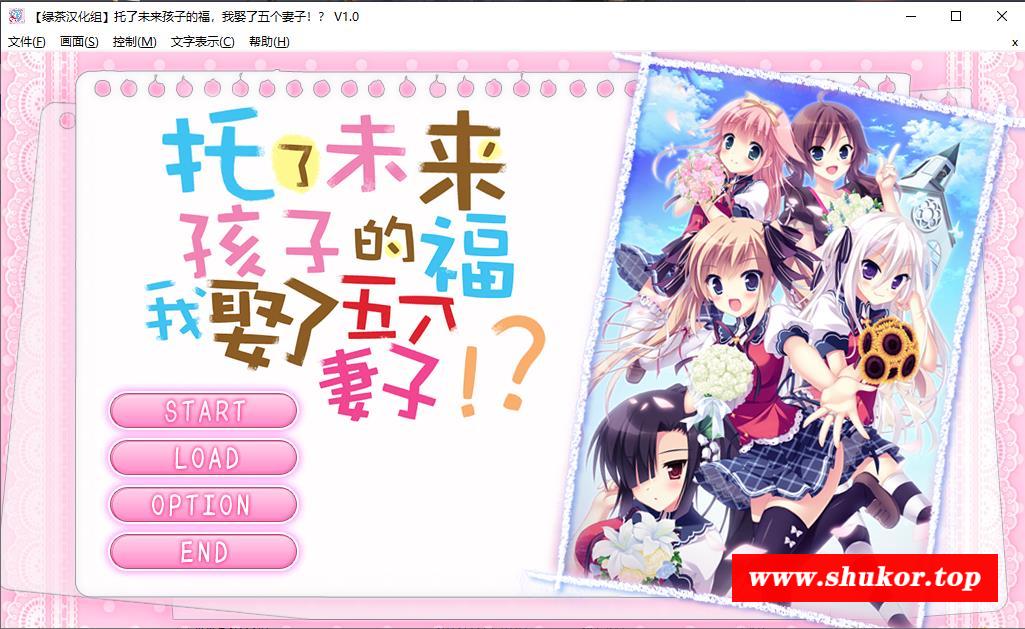 【绿茶汉化组】托了未来孩子的福，我娶了五个妻子！？ V1.0
文件(F) 画面(S) 控制(M) 文字表示(C) 帮助(H) x
托了未来
孩子的福
我娶了五个
妻子!?
START
LOAD
OPTION
END
www.shukor.top